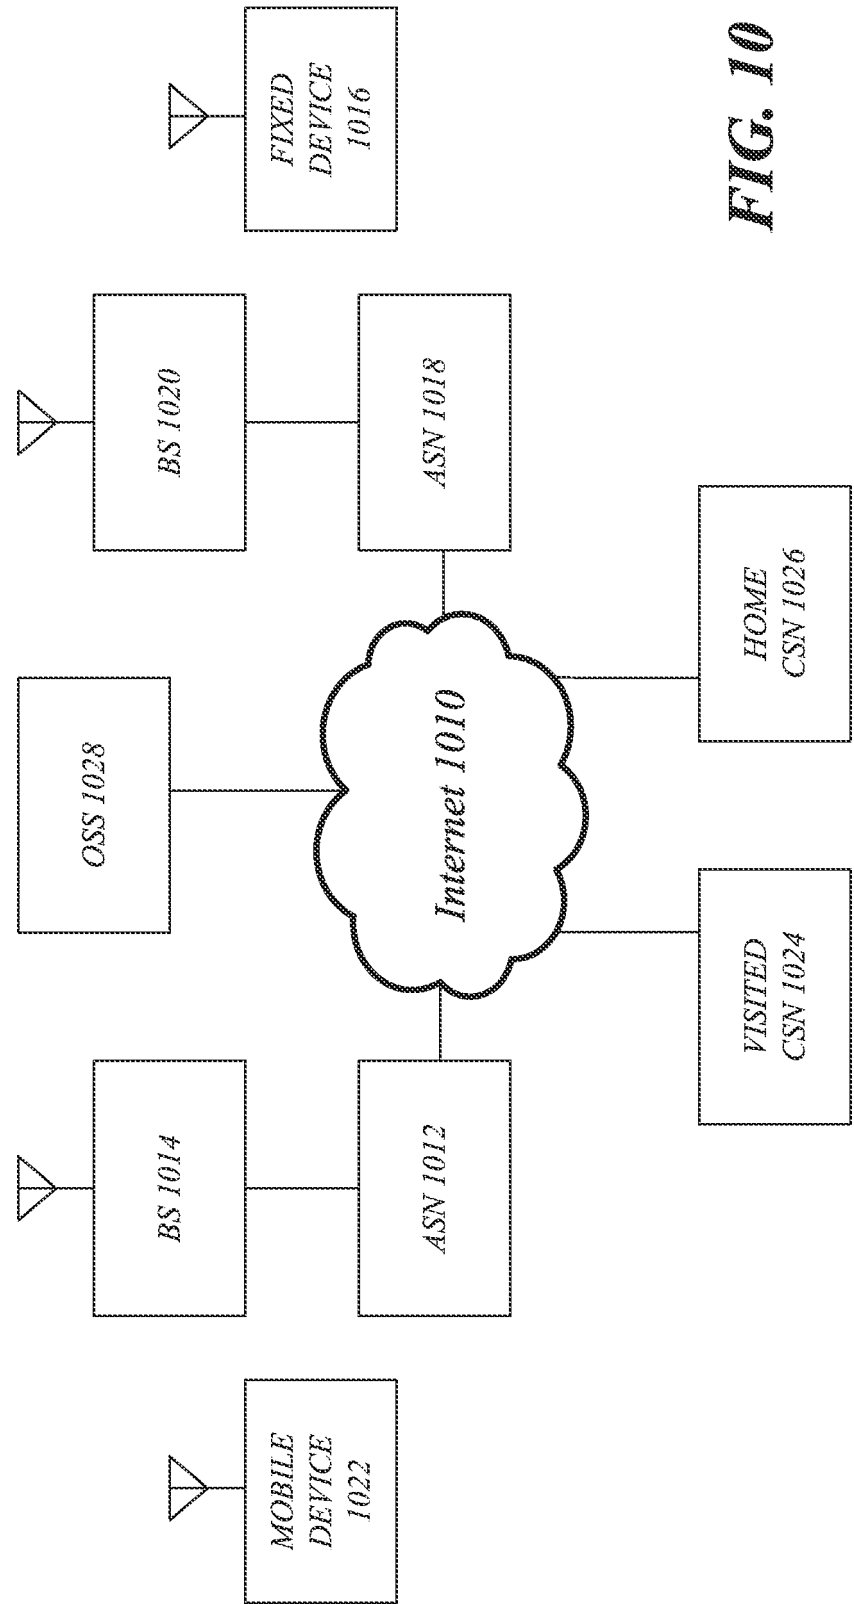 MOBILE
DEVICE
1022
BS 1014
ASN 1012
OSS 1028
Internet 1010
VISITED
CSN 1024
HOME
CSN 1026
BS 1020
ASN 1018
FIXED
DEVICE
1016
FIG. 10